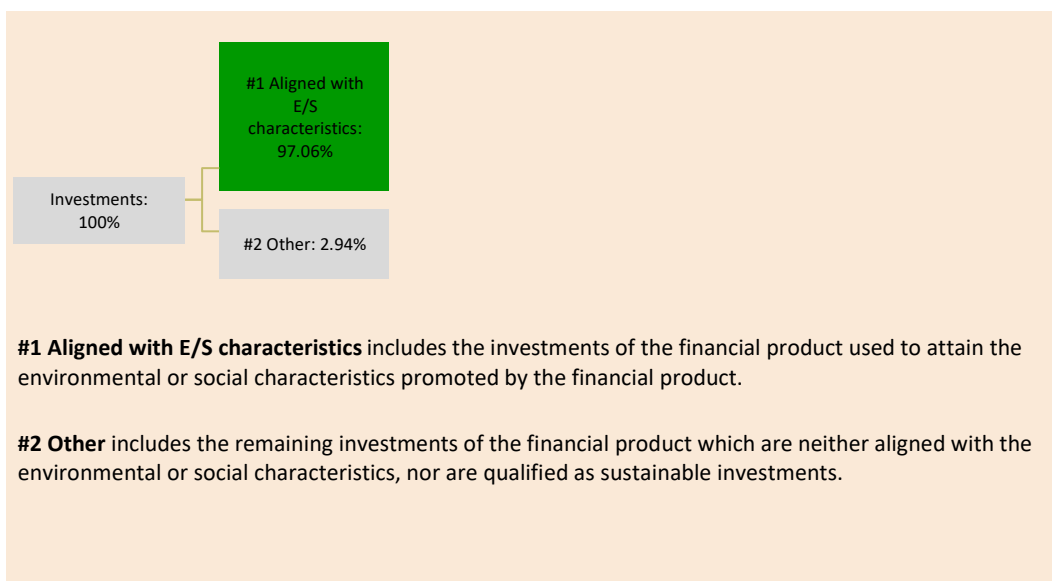 #1 Aligned with
E/S
characteristics:
97.06%
Investments:
100%
#2 Other: 2.94%
#1 Aligned with E/S characteristics includes the investments of the financial product used to attain the
environmental or social characteristics promoted by the financial product.
#2 Other includes the remaining investments of the financial product which are neither aligned with the
environmental or social characteristics, nor are qualified as sustainable investments.